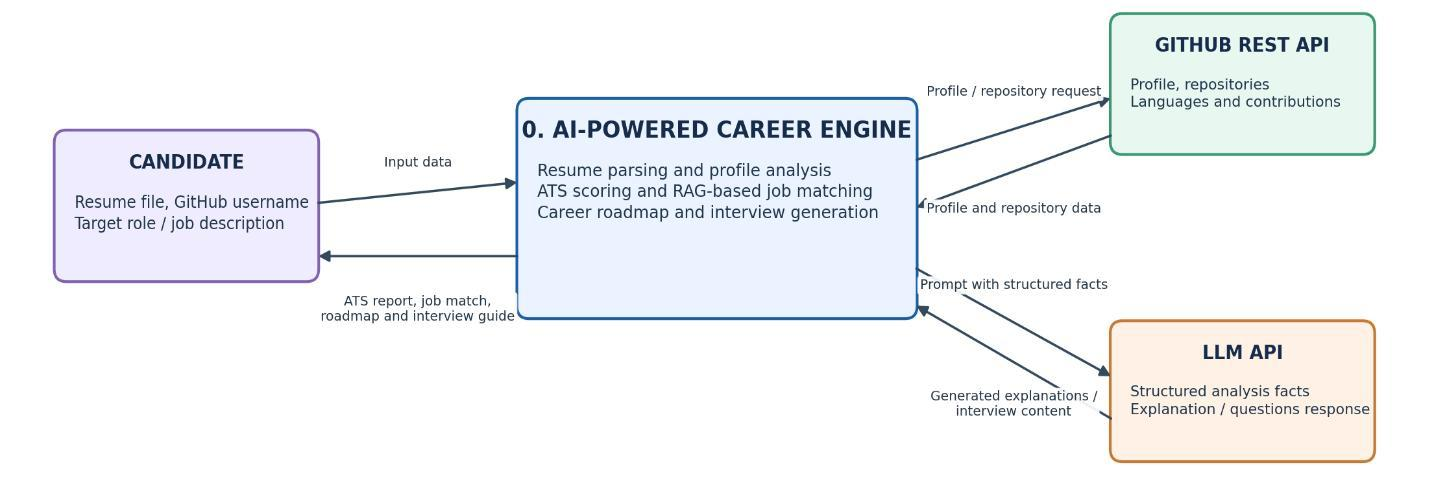 CANDIDATE
Resume file, GitHub username
Target role / job description
Input data
ATS report, job match,
roadmap and interview guide
0. AI-POWERED CAREER ENGINE
Resume parsing and profile analysis
ATS scoring and RAG-based job matching
Career roadmap and interview generation
Profile / repository request
Profile and repository data
Prompt with structured facts
Generated explanations /
interview content
GITHUB REST API
Profile, repositories
Languages and contributions
LLM API
Structured analysis facts
Explanation / questions response